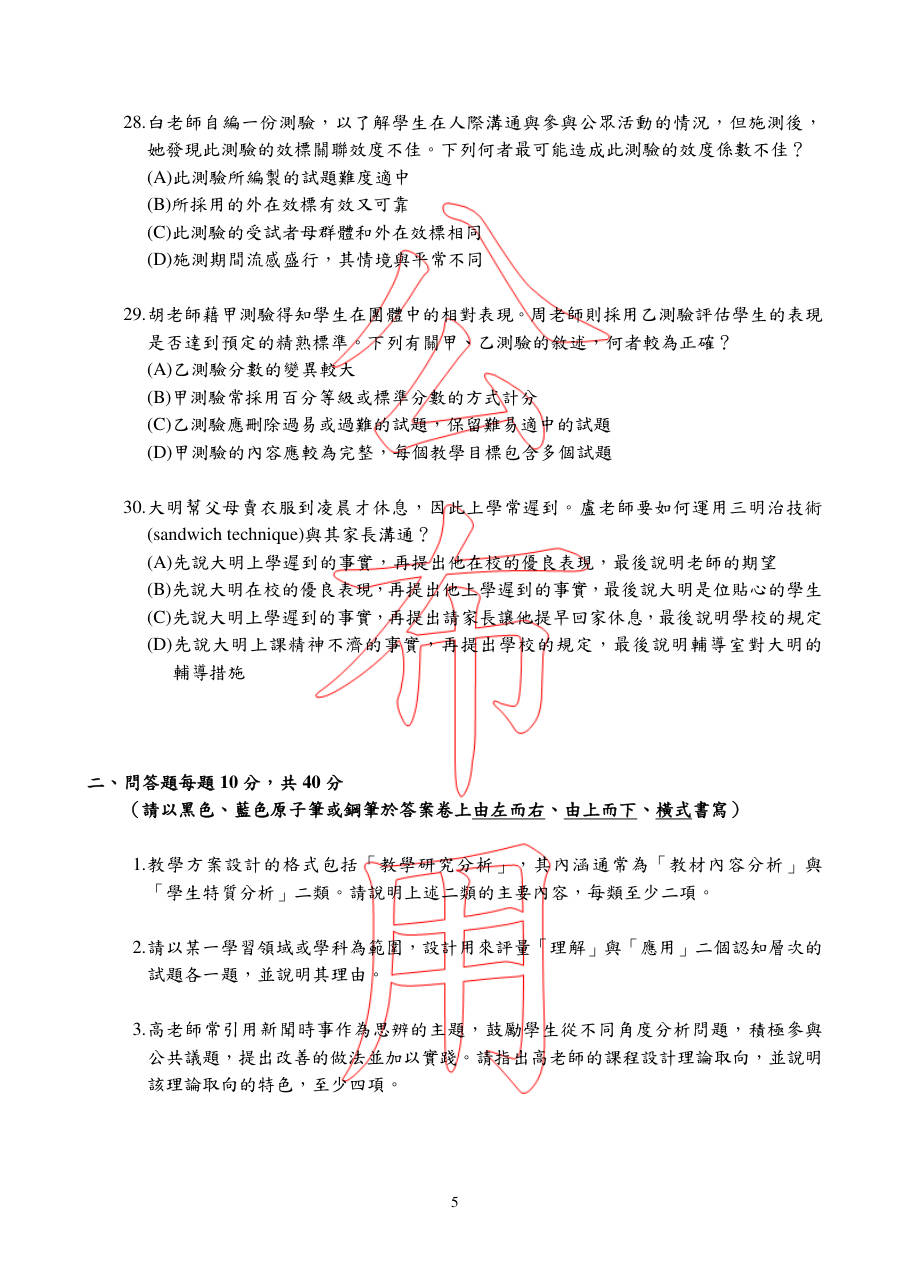 28.白老師自編一份測驗，以了解學生在人際溝通與參與公眾活動的情況，但施測後，
她發現此測驗的效標關聯效度不佳。下列何者最可能造成此測驗的效度係數不佳？
(A)此測驗所編製的試題難度適中
(B)所採用的外在效標有效又可靠
(C)此測驗的受試者母群體和外在效標相同
(D)施測期間流感盛行，其情境與平常不同
29.胡老師藉甲測驗得知學生在團體中的相對表現。周老師則採用乙測驗評估學生的表現
是否達到預定的精熟標準。下列有關甲、乙測驗的敘述，何者較為正確？
(A)乙測驗分數的變異較大
(B)甲測驗常採用百分等級或標準分數的方式計分
(C)乙測驗應刪除過易或過難的試題，保留難易適中的試題
(D)甲測驗的內容應較為完整，每個教學目標包含多個試題
30.大明幫父母賣衣服到凌晨才休息，因此上學常遲到。盧老師要如何運用三明治技術
(sandwich technique)與其家長溝通？
(A)先說大明上學遲到的事實，再提出他在校的優良表現，最後說明老師的期望
(B)先說大明在校的優良表現，再提出他上學遲到的事實，最後說大明是位貼心的學生
(C)先說大明上學遲到的事實，再提出請家長讓他提早回家休息，最後說明學校的規定
(D)先說大明上課精神不濟的事實，再提出學校的規定，最後說明輔導室對大明的
輔導措施
二、問答題每題 10 分，共 40 分
（請以黑色、藍色原子筆或鋼筆於答案卷上由左而右、由上而下、橫式書寫）
1.教學方案設計的格式包括「教學研究分析」，其內涵通常為「教材內容分析」與
「學生特質分析」二類。請說明上述二類的主要內容，每類至少二項。
2.請以某一學習領域或學科為範圍，設計用來評量「理解」與「應用」二個認知層次的
試題各一題，並說明其理由。
3.高老師常引用新聞時事作為思辨的主題，鼓勵學生從不同角度分析問題，積極參與
公共議題，提出改善的做法並加以實踐。請指出高老師的課程設計理論取向，並說明
該理論取向的特色，至少四項。
5
公布用